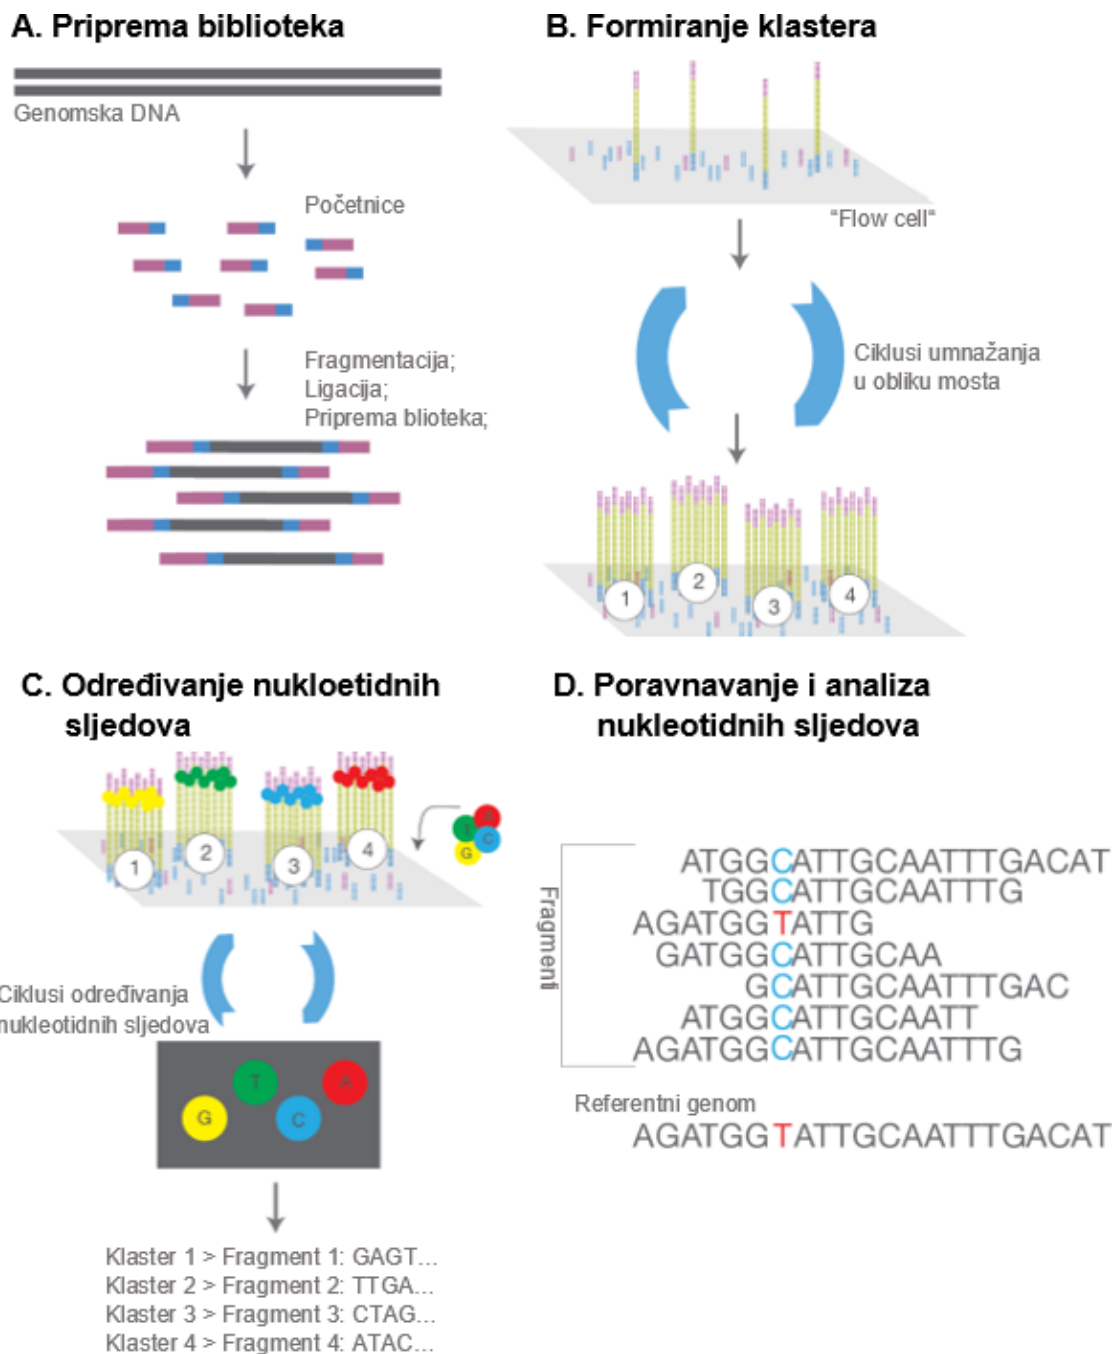 A. Priprema biblioteka
Genomska DNA
Početnice
Fragmentacija;
Ligacija;
Priprema blioteka;
B. Formiranje klastera
"Flow cell"
Ciklusi umnažanja
u obliku mosta
1
2
3
4
C. Određivanje nukloetidnih
sljedova
1
2
3
4
A
T
C
G
Ciklusi određivanja
nukleotidnih sljedova
T
A
G
C
Klaster 1 > Fragment 1: GAGT...
Klaster 2 > Fragment 2: TTGA...
Klaster 3 > Fragment 3: CTAG...
Klaster 4 > Fragment 4: ATAC...
D. Poravnavanje i analiza
nukleotidnih sljedova
Fragmenti
ATGGCATTGCAATTTGACAT
TGGCATTGCAATTTG
AGATGGTATTG
GATGGCATTGCAA
GCATTGCAATTTGAC
ATGGCATTGCAATT
AGATGGCATTGCAATTTG
Referentni genom
AGATGGTATTGCAATTTGACAT